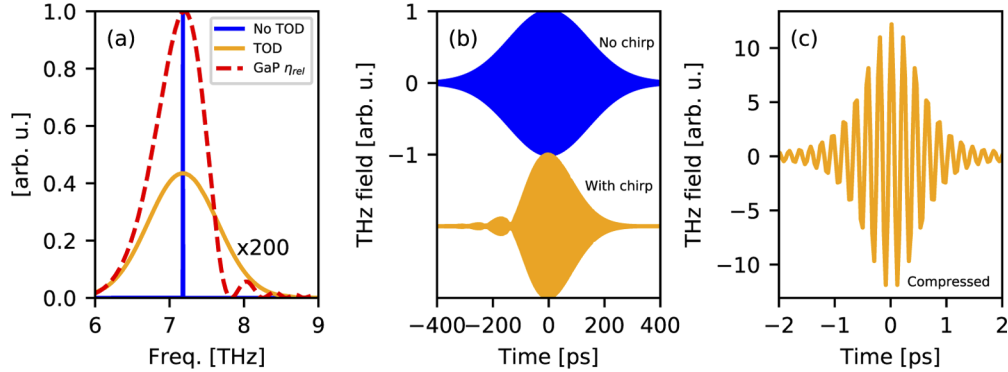 (a)
No TOD
TOD
GaP ηrel
x200
[arb. u.]
1.0
0.8
0.6
0.4
0.2
0.0
6
7
8
9
Freq. [THz]
(b)
No chirp
With chirp
THz field [arb. u.]
1
0
−1
−400
−200
0
200
400
Time [ps]
(c)
Compressed
THz field [arb. u.]
10
5
0
−5
−10
−2
−1
0
1
2
Time [ps]